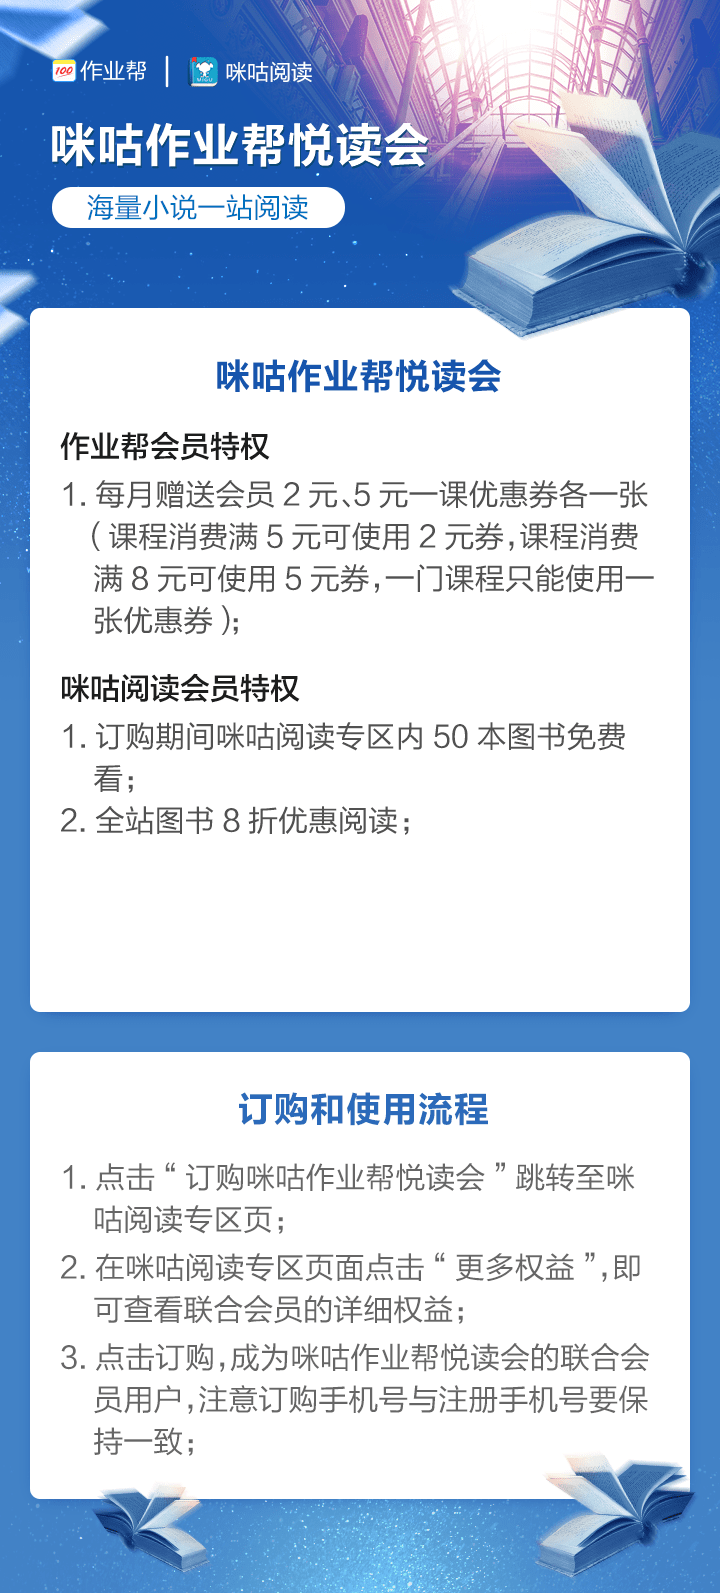 100 作业帮 | 咪咕阅读
咪咕作业帮悦读会
海量小说一站阅读
咪咕作业帮悦读会
作业帮会员特权
1. 每月赠送会员 2 元、5 元一课优惠券各一张
（课程消费满 5 元可使用 2 元券，课程消费
满 8 元可使用 5 元券，一门课程只能使用一
张优惠券）；
咪咕阅读会员特权
1. 订购期间咪咕阅读专区内 50 本图书免费
看；
2. 全站图书 8 折优惠阅读；
订购和使用流程
1. 点击“订购咪咕作业帮悦读会”跳转至咪
咕阅读专区页；
2. 在咪咕阅读专区页面点击“更多权益”，即
可查看联合会员的详细权益；
3. 点击订购，成为咪咕作业帮悦读会的联合会
员用户，注意订购手机号与注册手机号要保
持一致；